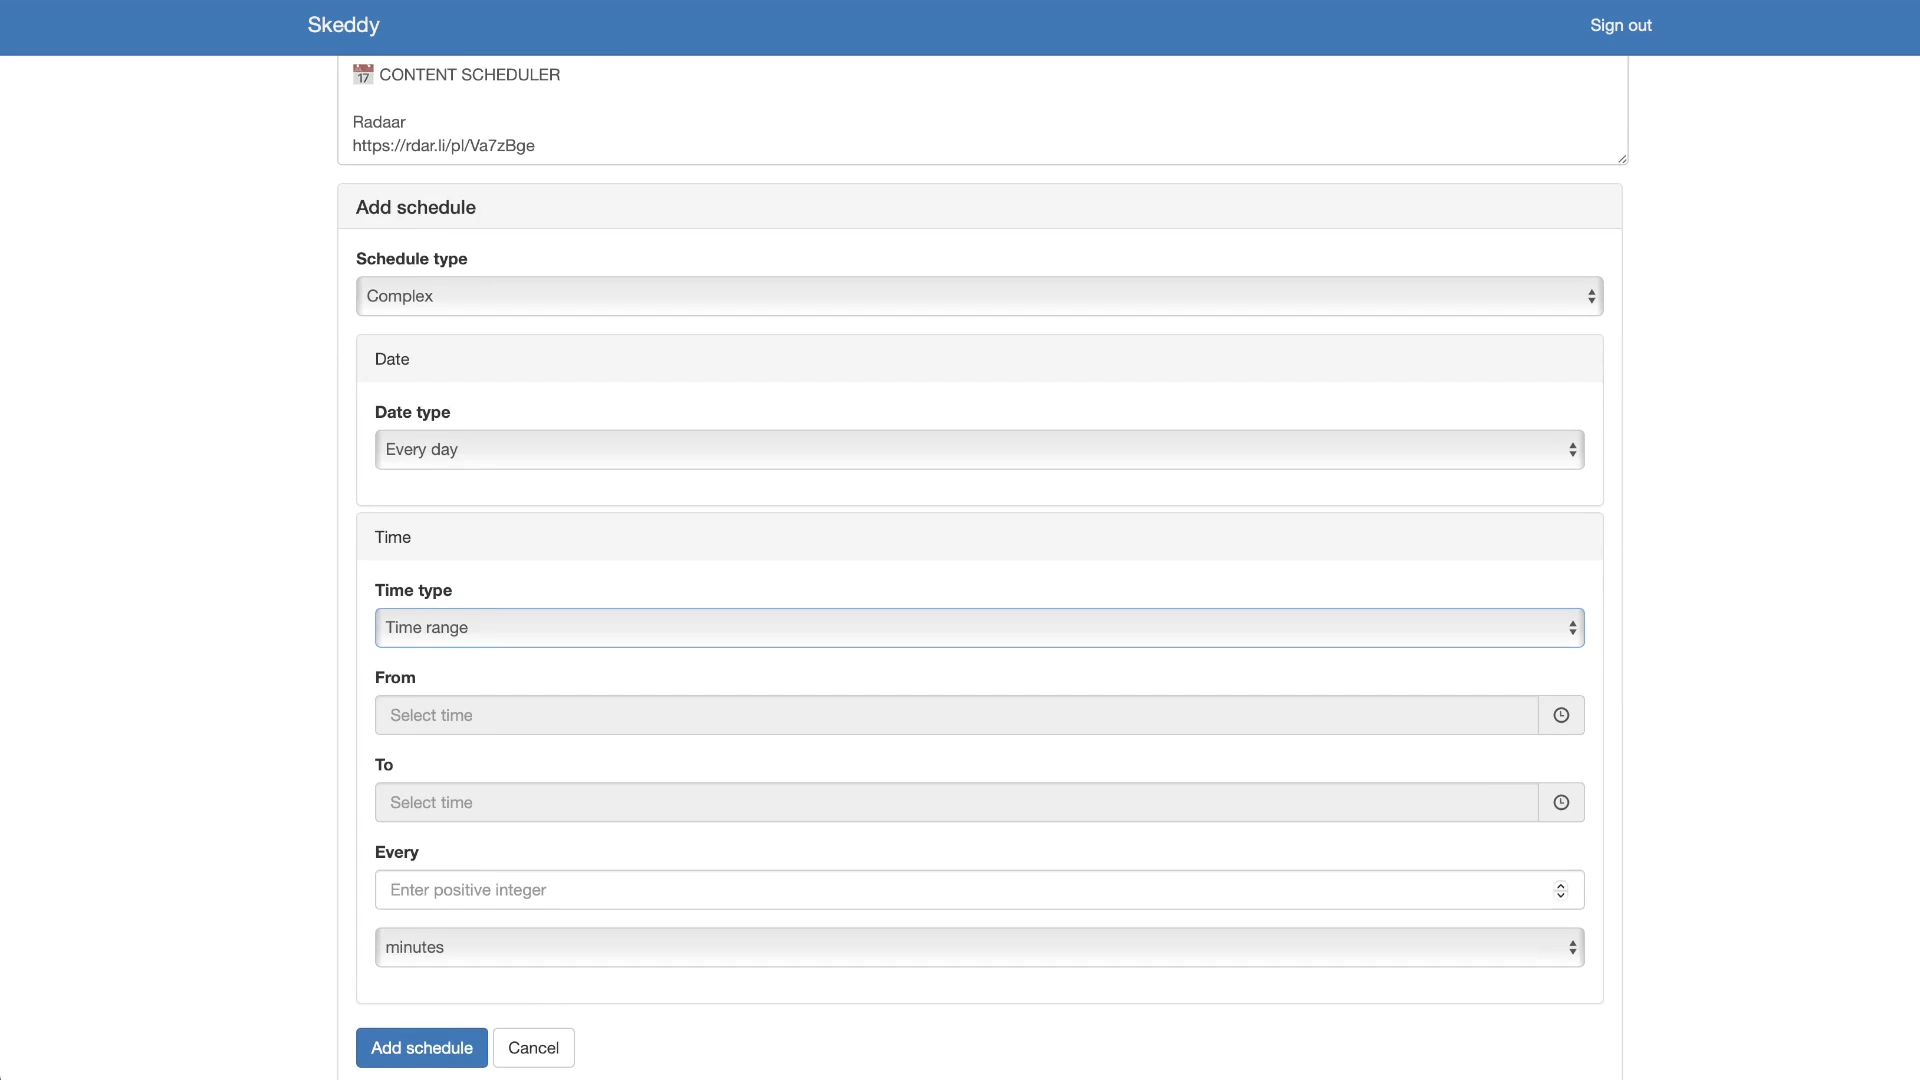 Skeddy
Sign out
17 CONTENT SCHEDULER
Radaar
https://rdar.li/pl/Va7zBge
Add schedule
Schedule type
Complex
Date
Date type
Every day
Time
Time type
Time range
From
Select time
To
Select time
Every
Enter positive integer
minutes
Add schedule
Cancel